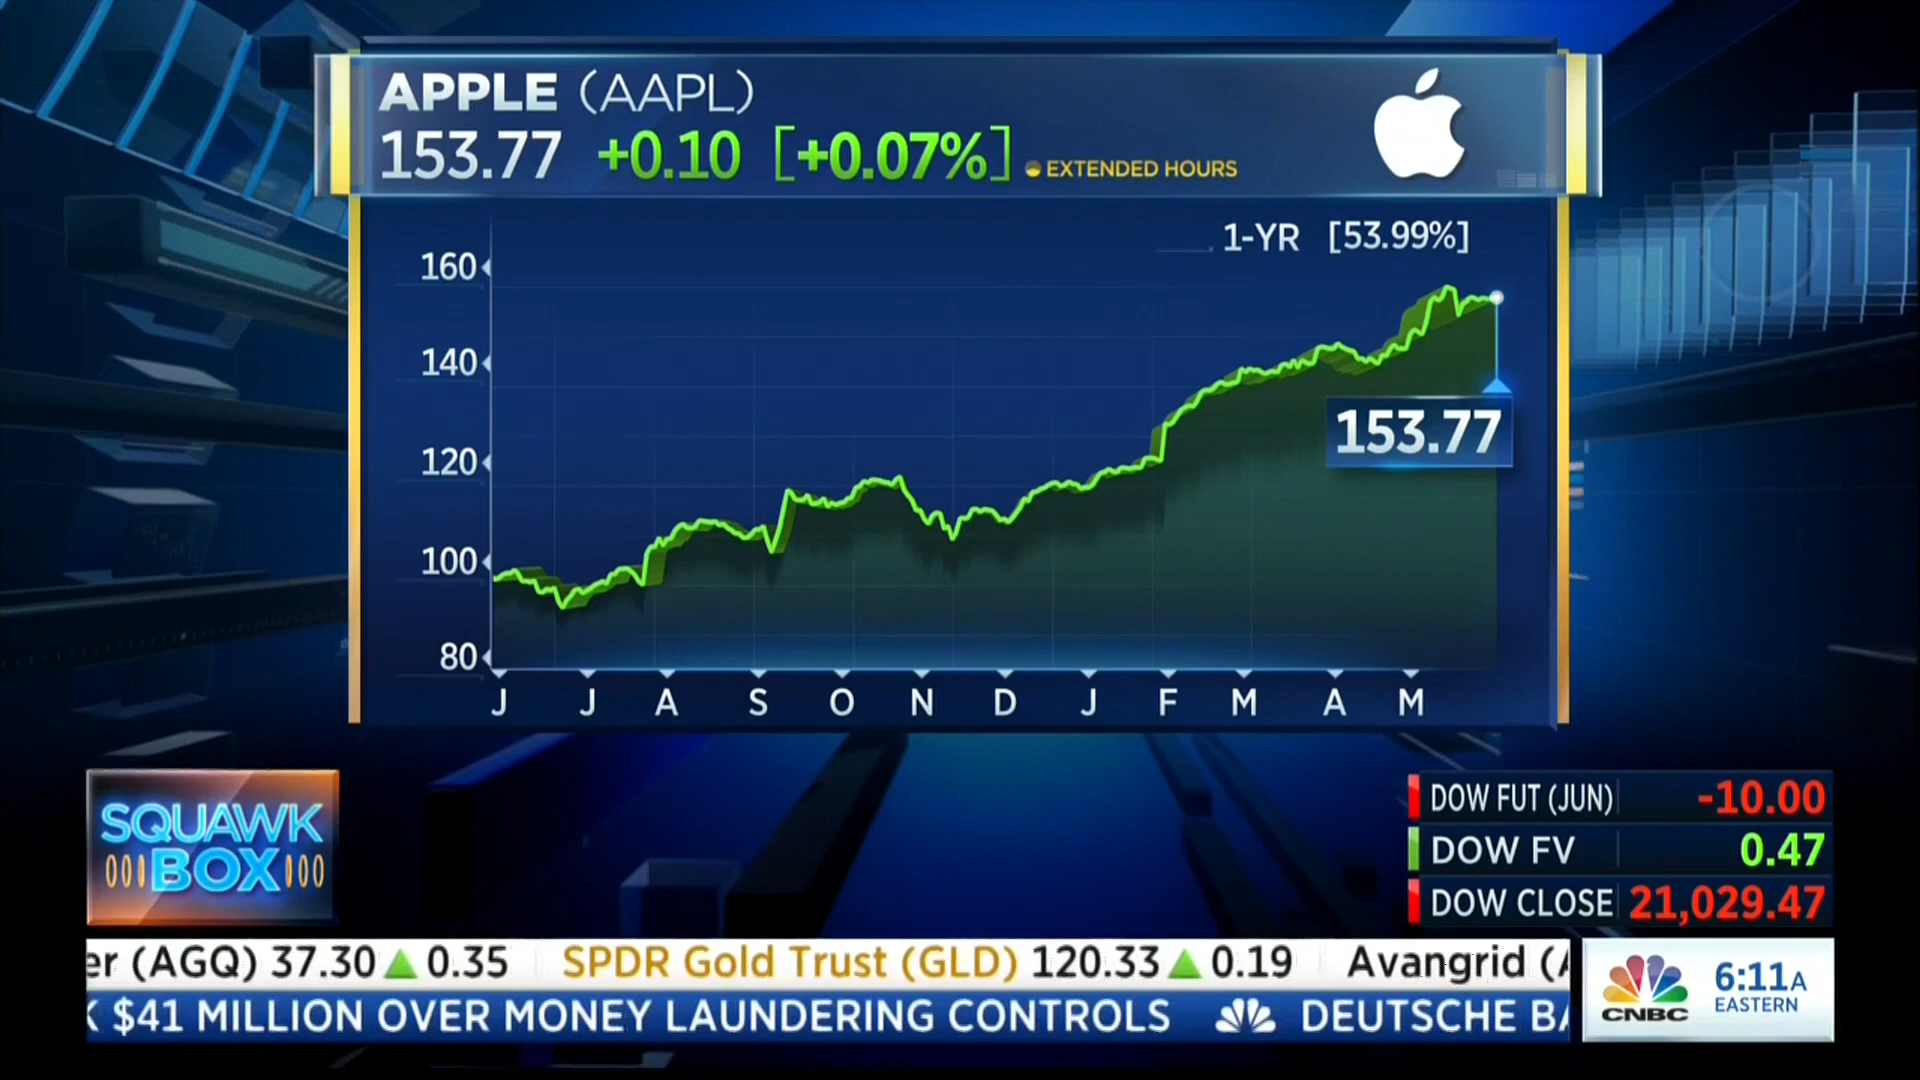 APPLE (AAPL)
153.77 +0.10 [+0.07%] EXTENDED HOURS
1-YR [53.99%]
160
140
120
100
80
153.77
J J A S O N D J F M A M
SQUAWK
BOX
DOW FUT (JUN) -10.00
DOW FV 0.47
DOW CLOSE 21,029.47
er (AGQ) 37.30 ▲ 0.35 SPDR Gold Trust (GLD) 120.33 ▲ 0.19 Avangrid (
$41 MILLION OVER MONEY LAUNDERING CONTROLS DEUTSCHE BA
CNBC
6:11A
EASTERN